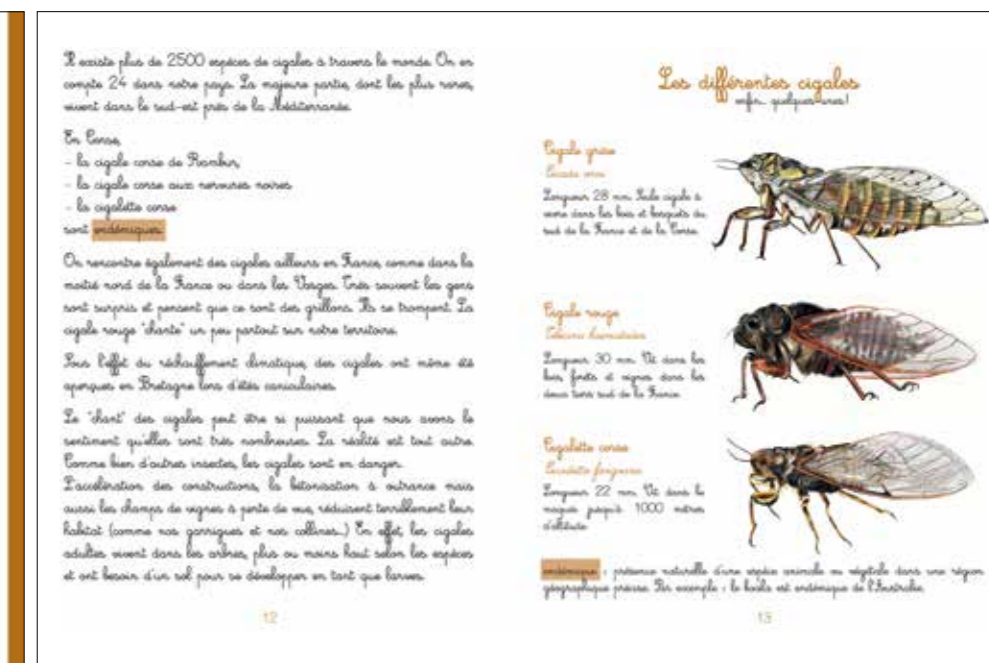 Il existe plus de 2500 espèces de cigales à travers le monde. On en
compte 24 dans notre pays. La majeure partie, dont les plus rares,
vivent dans le sud-est près de la Méditerranée.
En Corse,
- la cigale corse de Rambur,
- la cigale corse aux nervures noires
- la cigalette corse
sont endémiques.
On rencontre également des cigales ailleurs en France, comme dans la
moitié nord de la France ou dans les Vosges. Très souvent les gens
sont surpris et pensent que ce sont des grillons. Ils se trompent. La
cigale rouge "chante" un peu partout sur notre territoire.
Sous l'effet du réchauffement climatique, des cigales ont même été
aperçues en Bretagne lors d'étés caniculaires.
Le "chant" des cigales peut être si puissant que nous avons le
sentiment qu'elles sont très nombreuses. La réalité est tout autre.
Comme bien d'autres insectes, les cigales sont en danger.
L'accélération des constructions, la bétonisation à outrance mais
aussi les champs de vignes à perte de vue, réduisent terriblement leur
habitat (comme nos garrigues et nos collines...) En effet, les cigales
adultes vivent dans les arbres, plus ou moins haut selon les espèces
et ont besoin d'un sol pour se développer en tant que larves.
12
Les différentes cigales
enfin... quelques-unes !
Cigale grise
Cicada orni
Longueur 28 mm. Seule cigale à
vivre dans les bois et bosquets du
sud de la France et de la Corse.
Cigale rouge
Tibicina haematodes
Longueur 30 mm. Vit dans les
bois, forêts et vignes dans les
deux tiers sud de la France.
Cigalette corse
Cicadetta fangoana
Longueur 22 mm. Vit dans le
maquis jusqu'à 1000 mètres
d'altitude.
endémique : présence naturelle d'une espèce animale ou végétale dans une région
géographique précise. Par exemple : le koala est endémique de l'Australie.
13